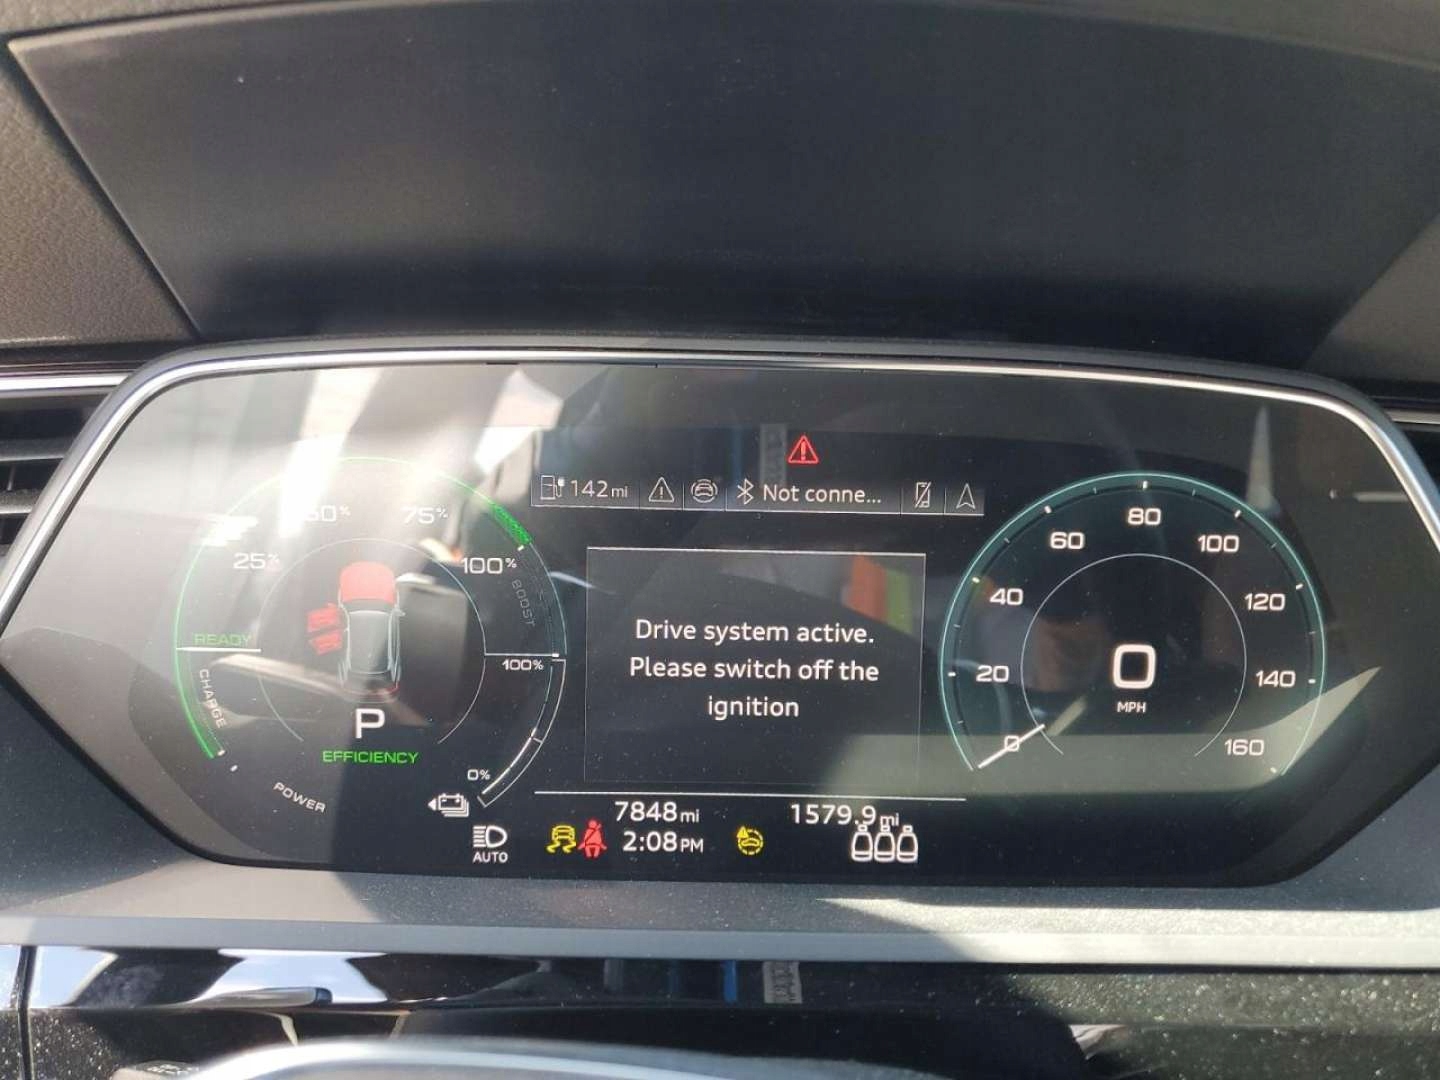 142 mi
Not conne...
50%
75%
25%
100%
BOOST
READY
100%
CHARGE
P
EFFICIENCY
0%
POWER
Drive system active.
Please switch off the
ignition
0
20
40
60
80
100
120
140
160
0
MPH
7848 mi
1579.9 mi
AUTO
2:08 PM